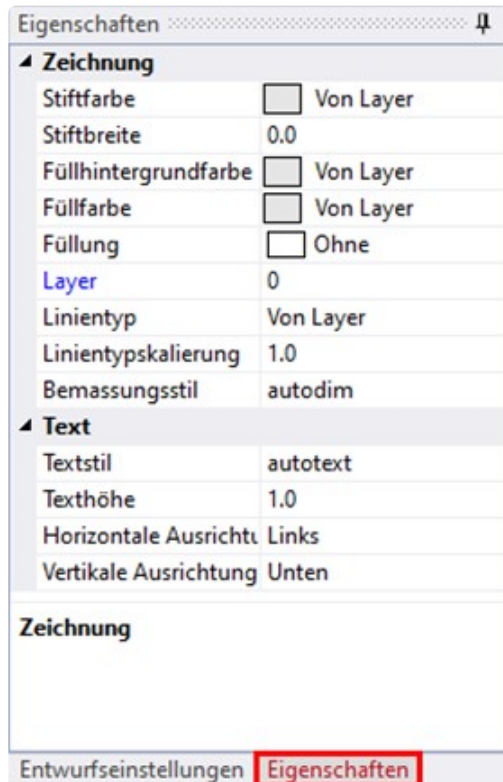 Eigenschaften
Zeichnung
Stiftfarbe Von Layer
Stiftbreite 0.0
Füllhintergrundfarbe Von Layer
Füllfarbe Von Layer
Füllung Ohne
Layer 0
Linientyp Von Layer
Linientypskalierung 1.0
Bemassungsstil autodim
Text
Textstil autotext
Texthöhe 1.0
Horizontale Ausrichtu Links
Vertikale Ausrichtung Unten
Zeichnung
Entwurfseinstellungen Eigenschaften